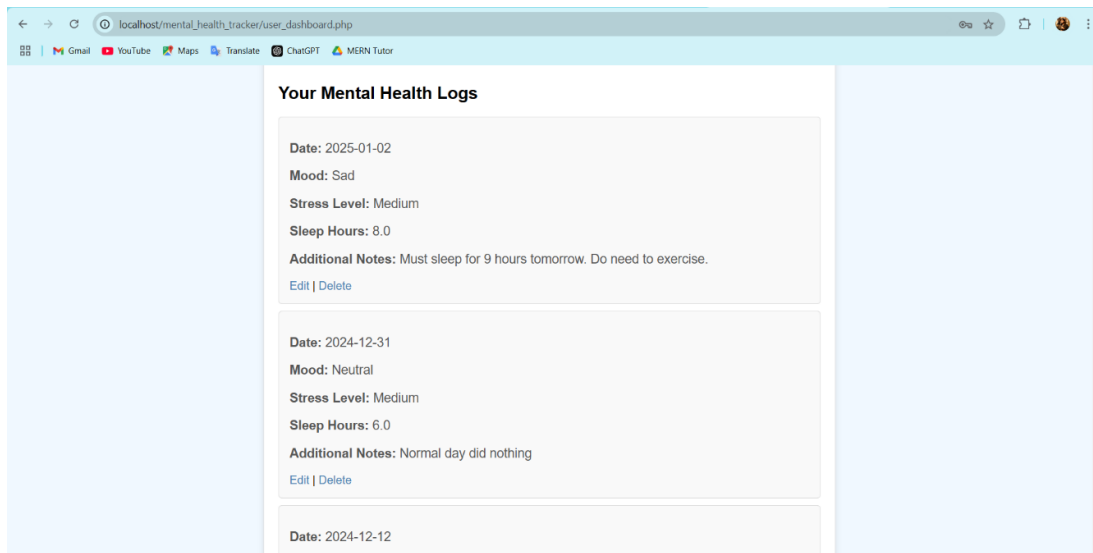 localhost/mental_health_tracker/user_dashboard.php
Gmail YouTube Maps Translate ChatGPT MERN Tutor
Your Mental Health Logs
Date: 2025-01-02
Mood: Sad
Stress Level: Medium
Sleep Hours: 8.0
Additional Notes: Must sleep for 9 hours tomorrow. Do need to exercise.
Edit | Delete
Date: 2024-12-31
Mood: Neutral
Stress Level: Medium
Sleep Hours: 6.0
Additional Notes: Normal day did nothing
Edit | Delete
Date: 2024-12-12